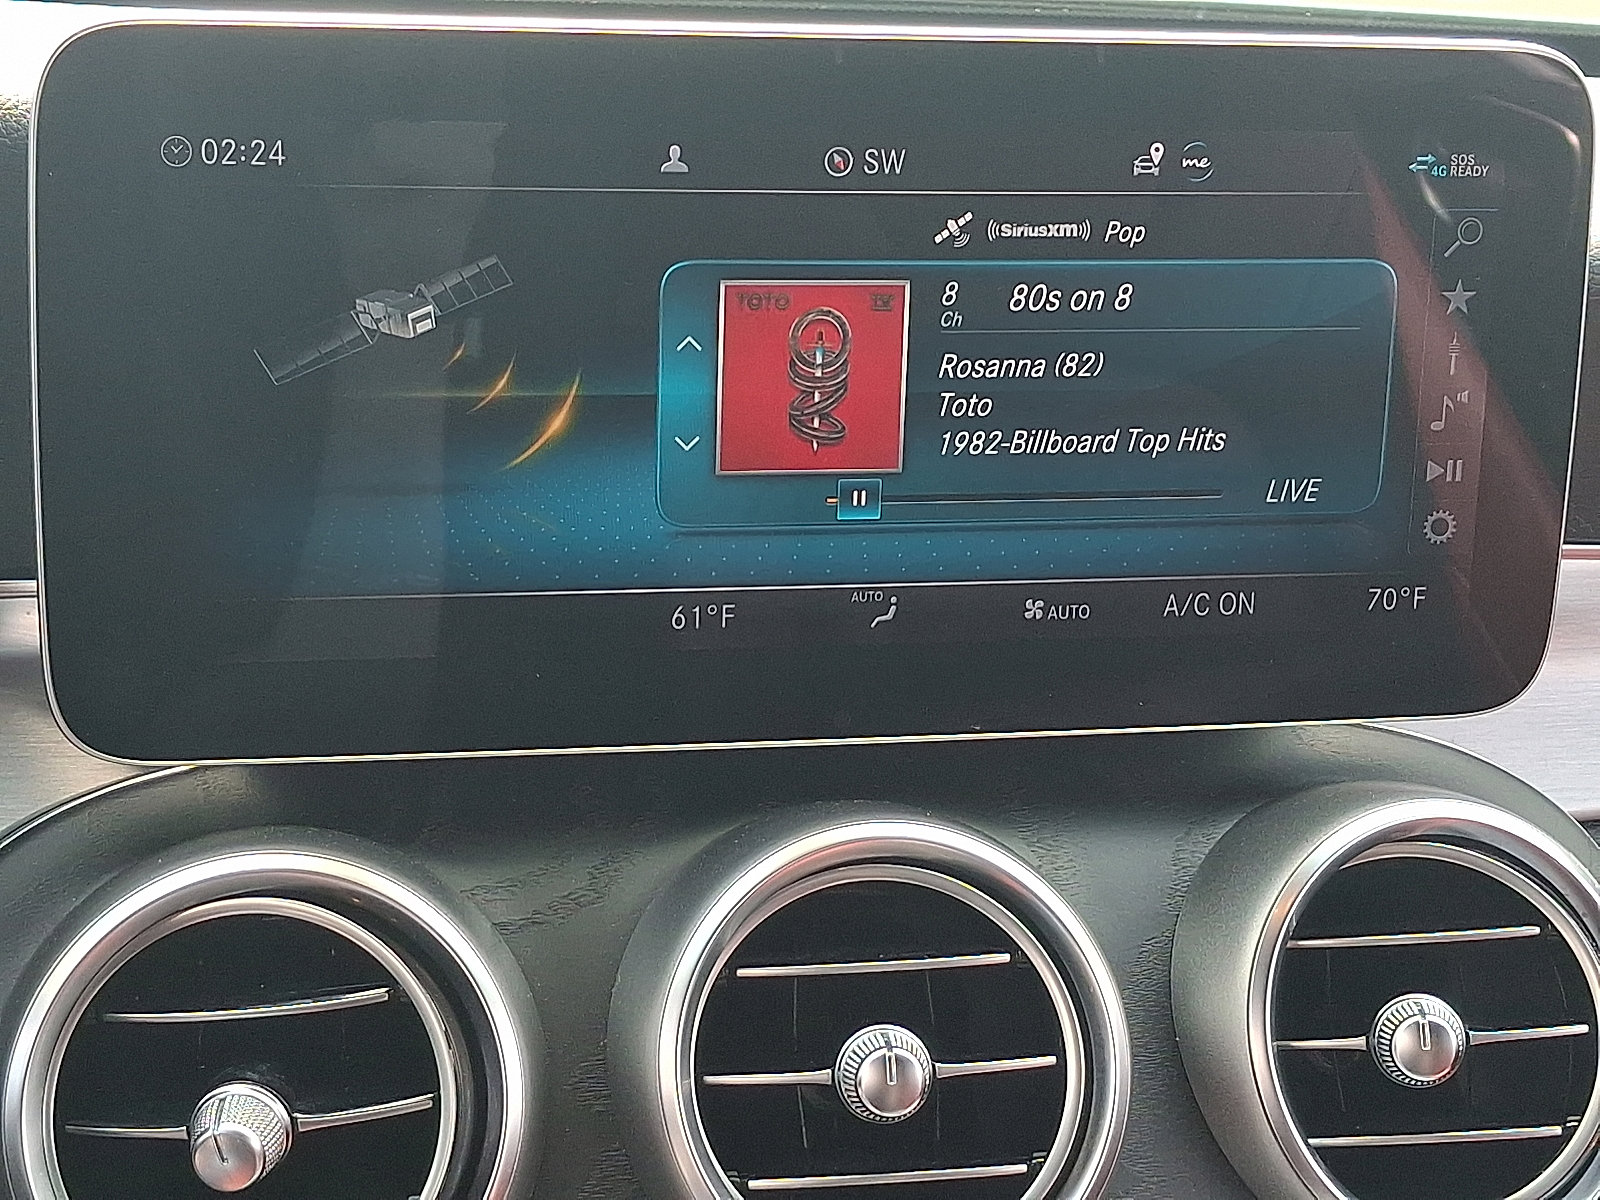 02:24
SW
me
4G SOS READY
((SiriusXM)) Pop
TOTO IV
8 Ch 80s on 8
Rosanna (82)
Toto
1982-Billboard Top Hits
LIVE
61°F
AUTO
AUTO
A/C ON
70°F